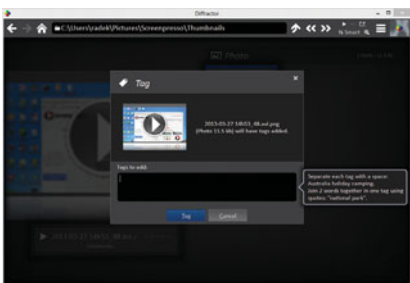 Diffractor
C:\Users\radek\Pictures\Screenpresso\Thumbnails
Photo
Tag
2015-03-27 14h53_48.avi.png
(Photo 11.5 kb) will have tags added.
Tags to add:
Seperate each tag with a space:
Australia holiday camping.
Join 2 words together in one tag using
quotes: "national park".
Tag
Cancel